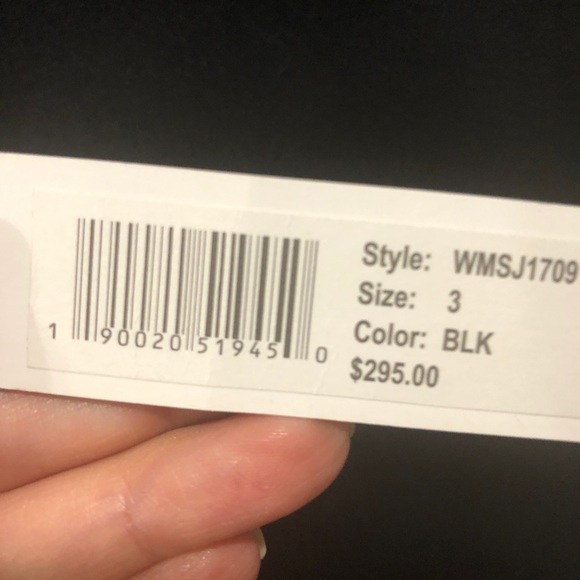 Style: WMSJ1709
Size: 3
Color: BLK
$295.00
1 90020 51945 0